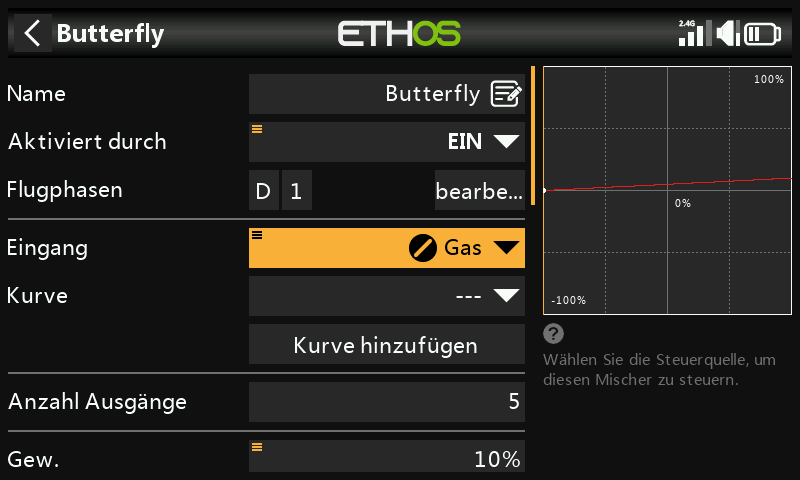 Butterfly
ETHOS
2.4G
Name
Butterfly
Aktiviert durch
EIN
Flugphasen
D 1 bearbe...
Eingang
Gas
Kurve
---
Kurve hinzufügen
Anzahl Ausgänge
5
Gew.
10%
100%
0%
-100%
?
Wählen Sie die Steuerquelle, um
diesen Mischer zu steuern.